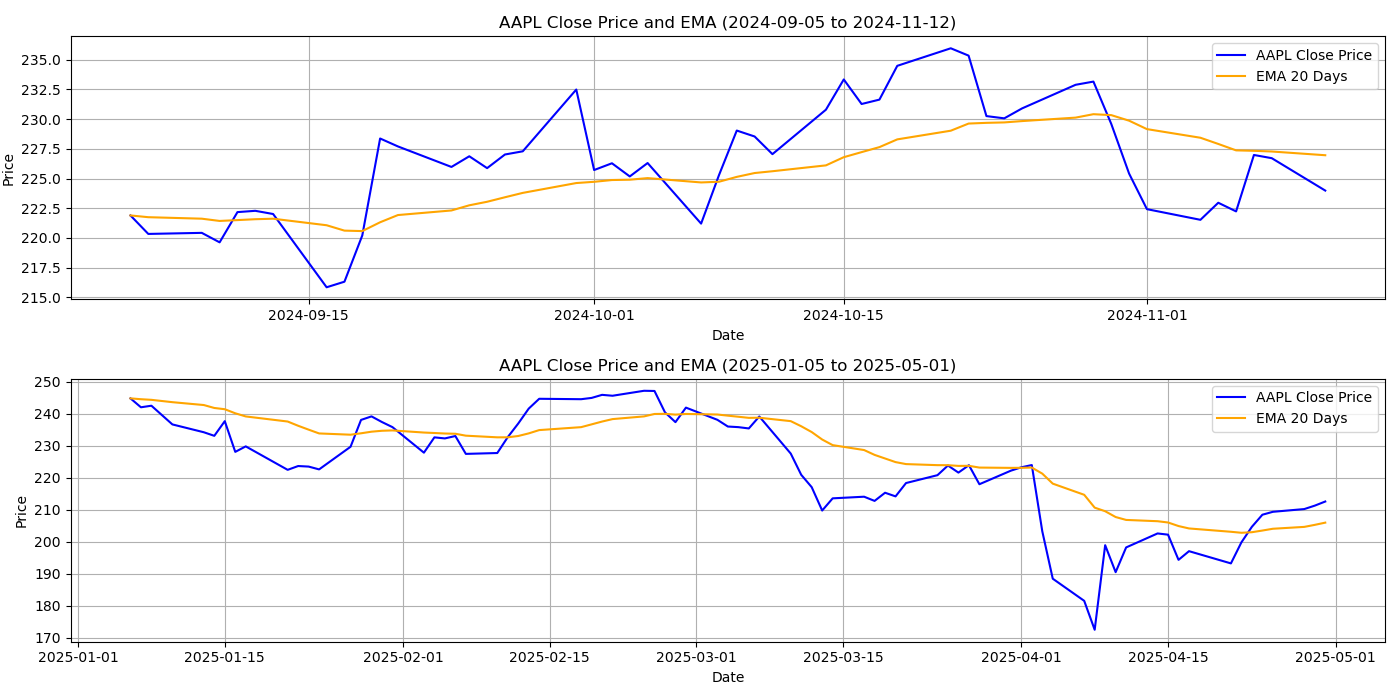 AAPL Close Price and EMA (2024-09-05 to 2024-11-12)
235.0
232.5
230.0
227.5
225.0
222.5
220.0
217.5
215.0
Price
AAPL Close Price
EMA 20 Days
2024-09-15 2024-10-01 2024-10-15 2024-11-01
Date
AAPL Close Price and EMA (2025-01-05 to 2025-05-01)
250
240
230
220
210
200
190
180
170
Price
AAPL Close Price
EMA 20 Days
2025-01-01 2025-01-15 2025-02-01 2025-02-15 2025-03-01 2025-03-15 2025-04-01 2025-04-15 2025-05-01
Date